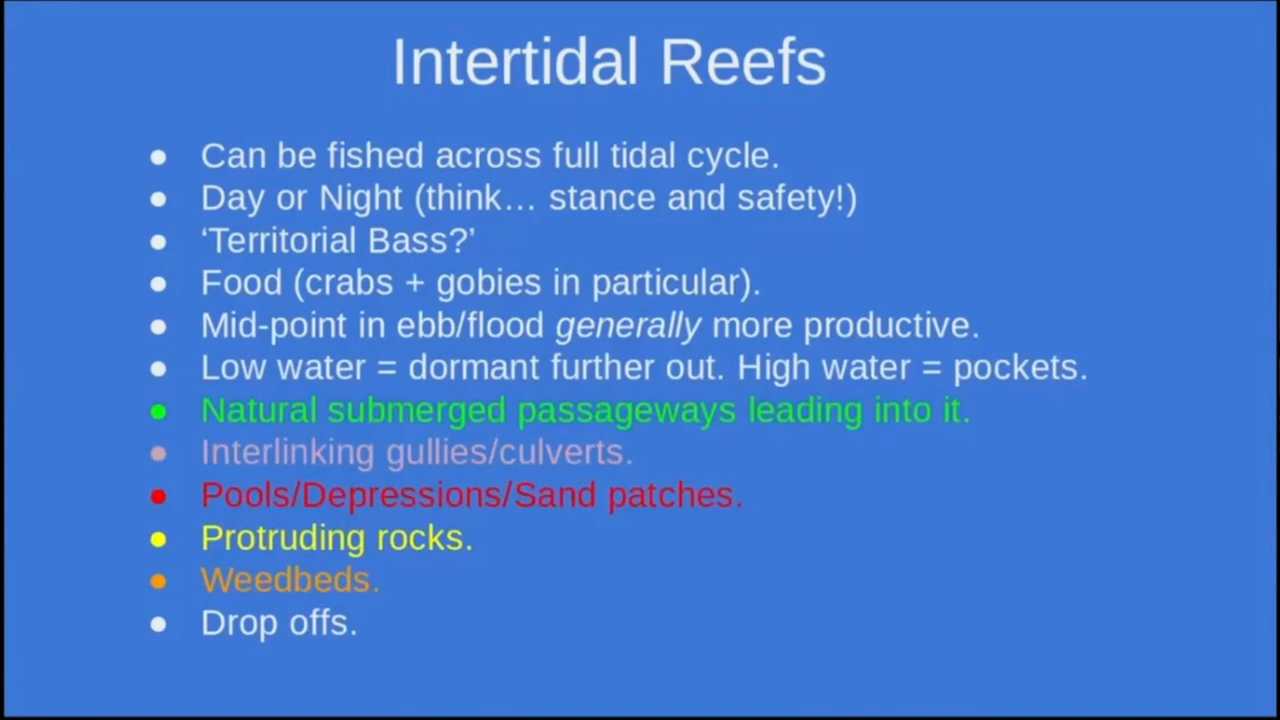 Intertidal Reefs
● Can be fished across full tidal cycle.
● Day or Night (think… stance and safety!)
● ‘Territorial Bass?’
● Food (crabs + gobies in particular).
● Mid-point in ebb/flood generally more productive.
● Low water = dormant further out. High water = pockets.
● Natural submerged passageways leading into it.
● Interlinking gullies/culverts.
● Pools/Depressions/Sand patches.
● Protruding rocks.
● Weedbeds.
● Drop offs.